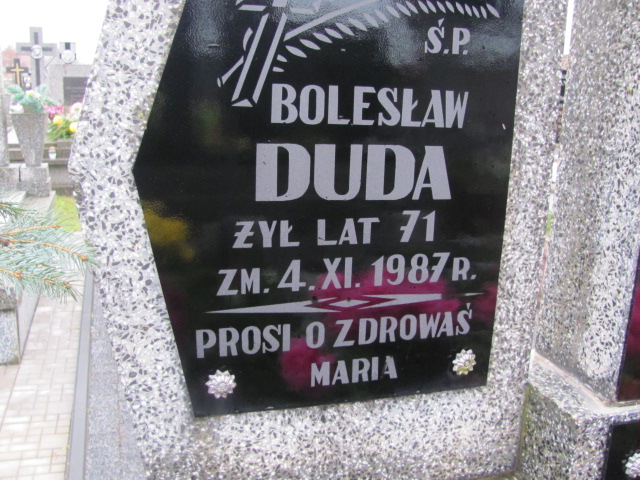 Ś.P.
BOLESŁAW
DUDA
ŻYŁ LAT 71
ZM. 4. XI. 1987 R.
PROSI O ZDROWAŚ
MARIA